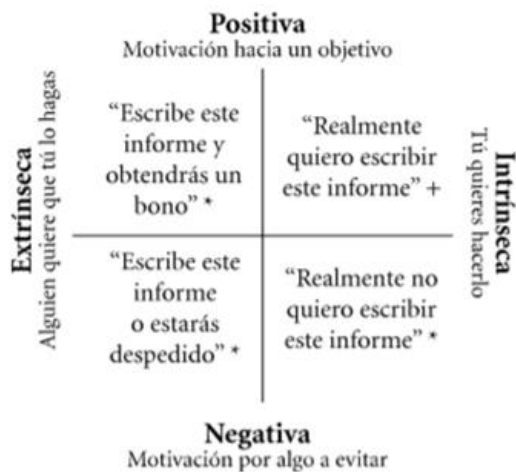 Positiva
Motivación hacia un objetivo
Extrínseca
Alguien quiere que tú lo hagas
“Escribe este
informe y
obtendrás un
bono” *
“Realmente
quiero escribir
este informe” +
“Escribe este
informe
o estarás
despedido” *
“Realmente no
quiero escribir
este informe” *
Intrínseca
Tú quieres hacerlo
Negativa
Motivación por algo a evitar